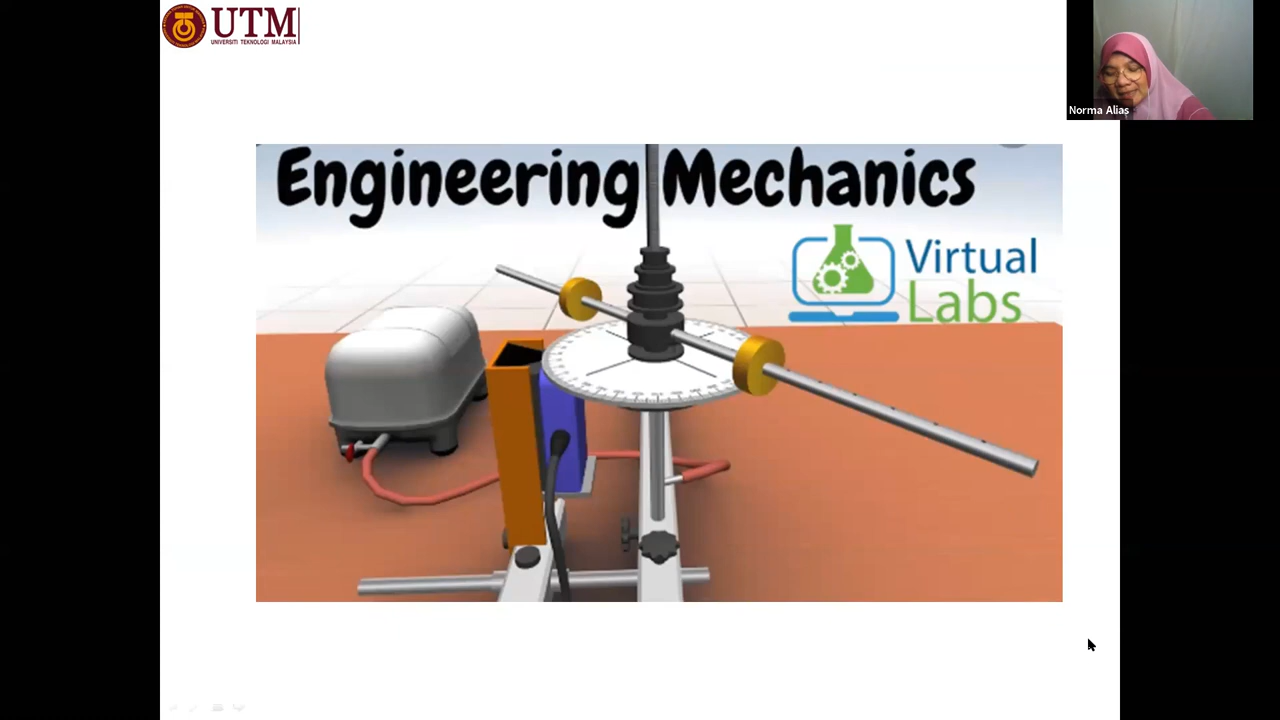 UTM
UNIVERSITI TEKNOLOGI MALAYSIA
Norma Alias
Engineering Mechanics
Virtual
Labs